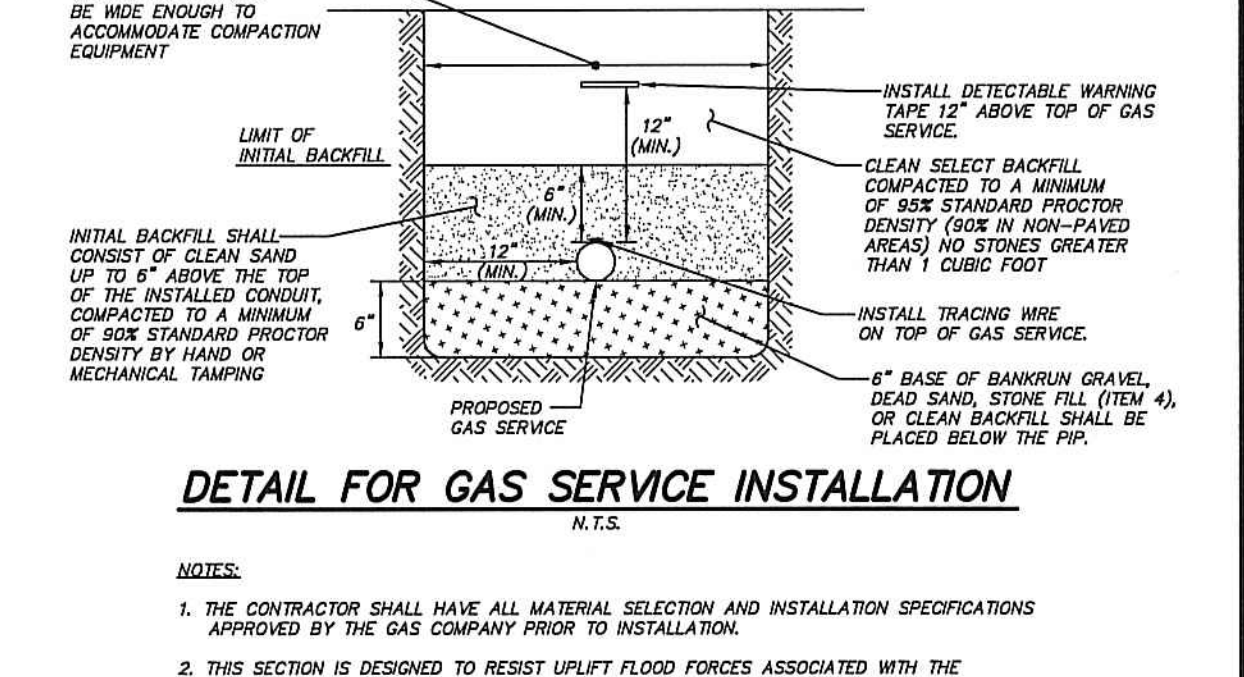 BE WIDE ENOUGH TO
ACCOMMODATE COMPACTION
EQUIPMENT
INSTALL DETECTABLE WARNING
TAPE 12" ABOVE TOP OF GAS
SERVICE.
LIMIT OF
INITIAL BACKFILL
12"
(MIN.)
CLEAN SELECT BACKFILL
COMPACTED TO A MINIMUM
OF 95% STANDARD PROCTOR
DENSITY (90% IN NON-PAVED
AREAS) NO STONES GREATER
THAN 1 CUBIC FOOT
6"
(MIN.)
INITIAL BACKFILL SHALL
CONSIST OF CLEAN SAND
UP TO 6" ABOVE THE TOP
OF THE INSTALLED CONDUIT,
COMPACTED TO A MINIMUM
OF 90% STANDARD PROCTOR
DENSITY BY HAND OR
MECHANICAL TAMPING
12"
(MIN.)
6"
INSTALL TRACING WIRE
ON TOP OF GAS SERVICE.
6" BASE OF BANKRUN GRAVEL,
DEAD SAND, STONE FILL (ITEM 4),
OR CLEAN BACKFILL SHALL BE
PLACED BELOW THE PIP.
PROPOSED
GAS SERVICE
DETAIL FOR GAS SERVICE INSTALLATION
N.T.S.
NOTES:
1. THE CONTRACTOR SHALL HAVE ALL MATERIAL SELECTION AND INSTALLATION SPECIFICATIONS
APPROVED BY THE GAS COMPANY PRIOR TO INSTALLATION.
2. THIS SECTION IS DESIGNED TO RESIST UPLIFT FLOOD FORCES ASSOCIATED WITH THE